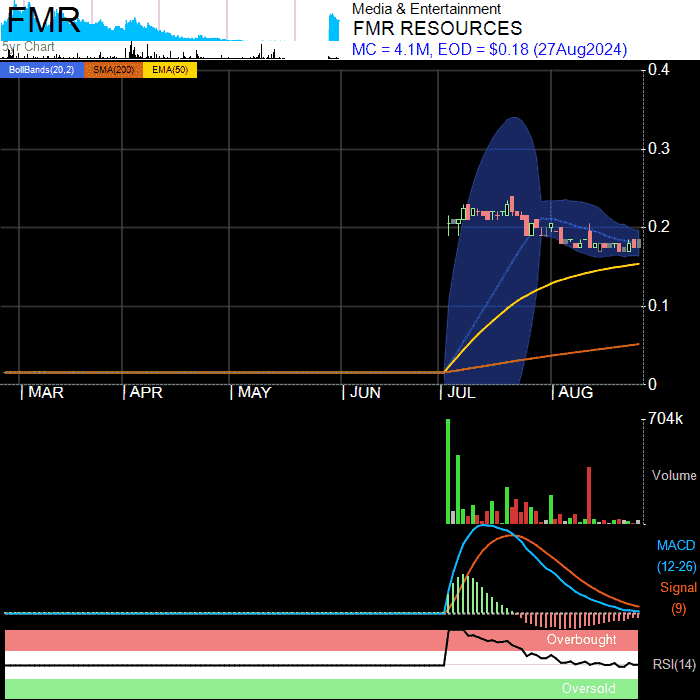 FMR
5yr Chart
Media & Entertainment
FMR RESOURCES
MC = 4.1M, EOD = $0.18 (27Aug2024)
BollBands(20,2) SMA(200) EMA(50)
0.4
0.3
0.2
0.1
0
MAR APR MAY JUN JUL AUG
704k
Volume
MACD
(12-26)
Signal
(9)
Overbought
RSI(14)
Oversold